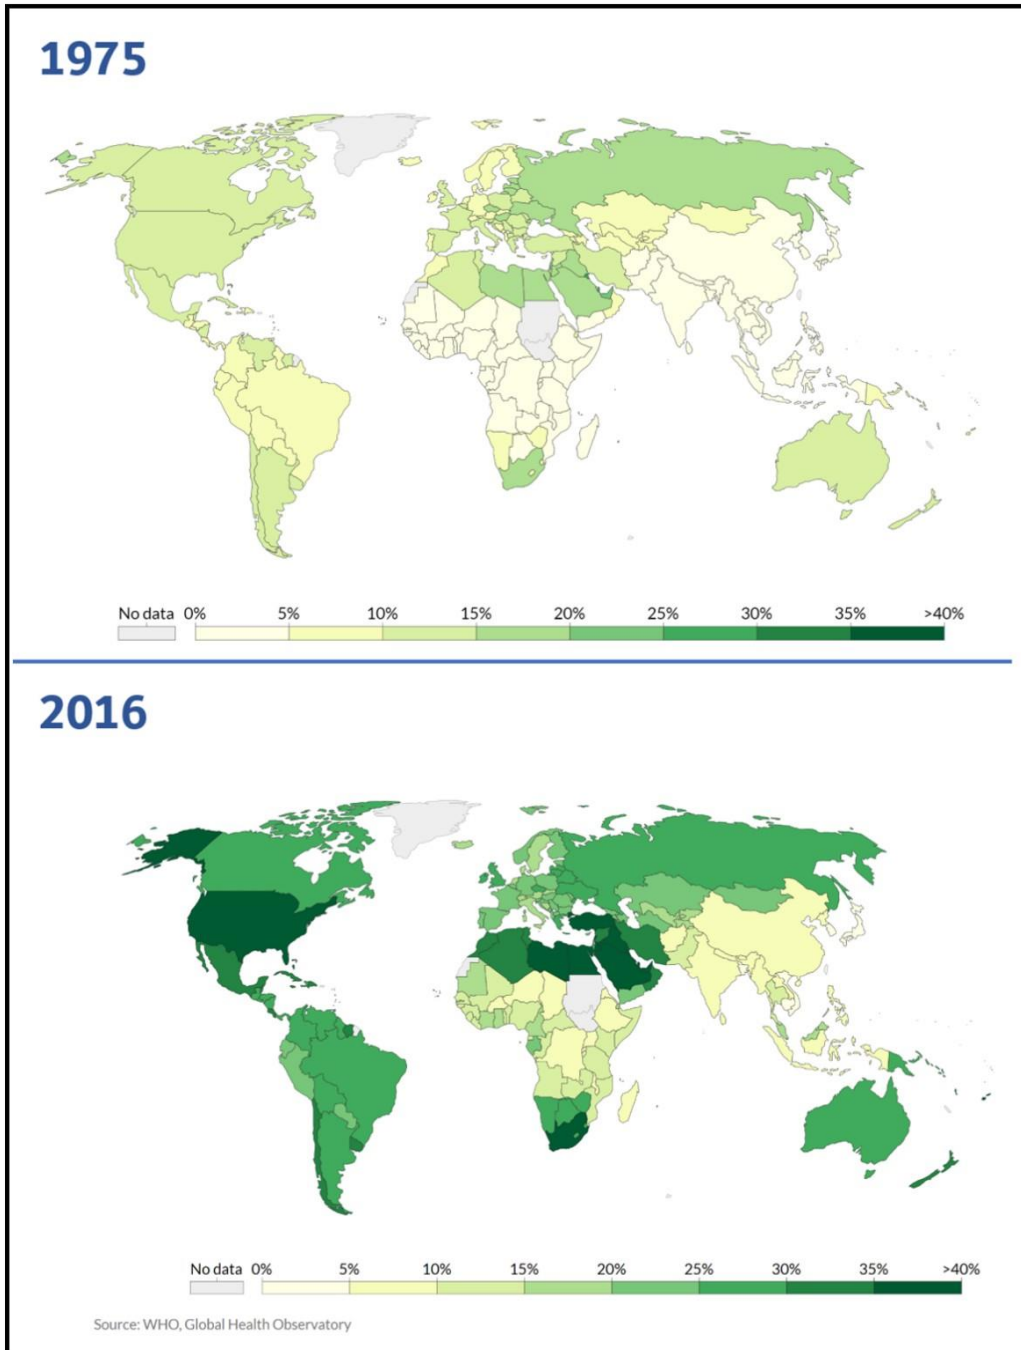 1975
No data 0% 5% 10% 15% 20% 25% 30% 35% >40%
2016
No data 0% 5% 10% 15% 20% 25% 30% 35% >40%
Source: WHO, Global Health Observatory